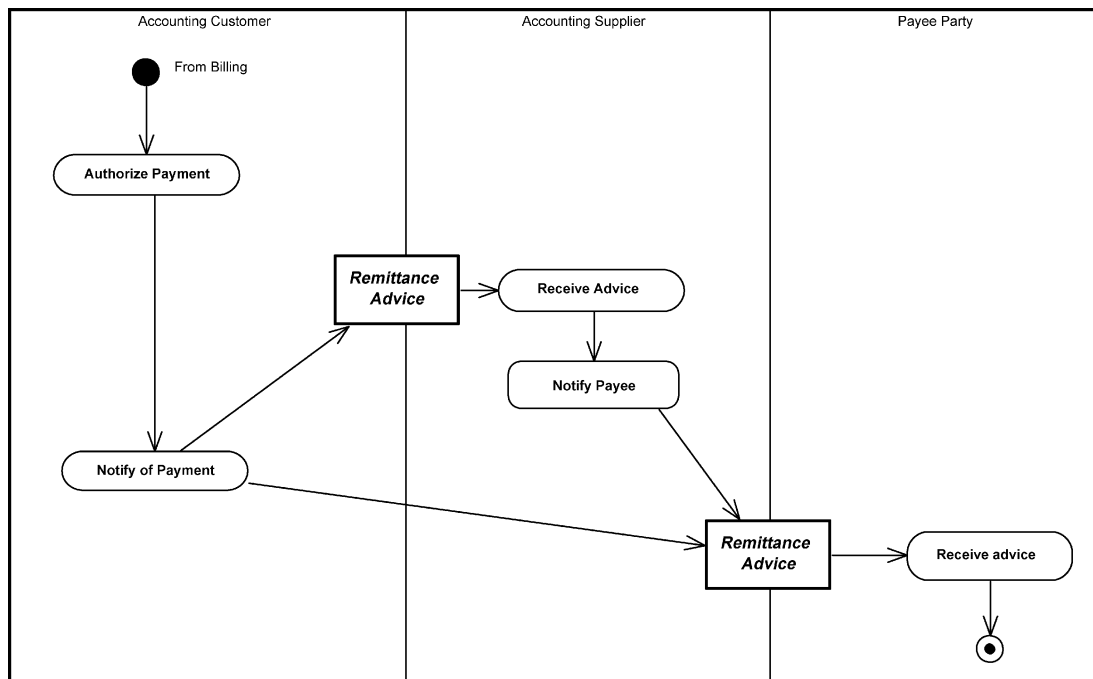 Accounting Customer
Accounting Supplier
Payee Party
From Billing
Authorize Payment
Remittance
Advice
Receive Advice
Notify Payee
Notify of Payment
Remittance
Advice
Receive advice